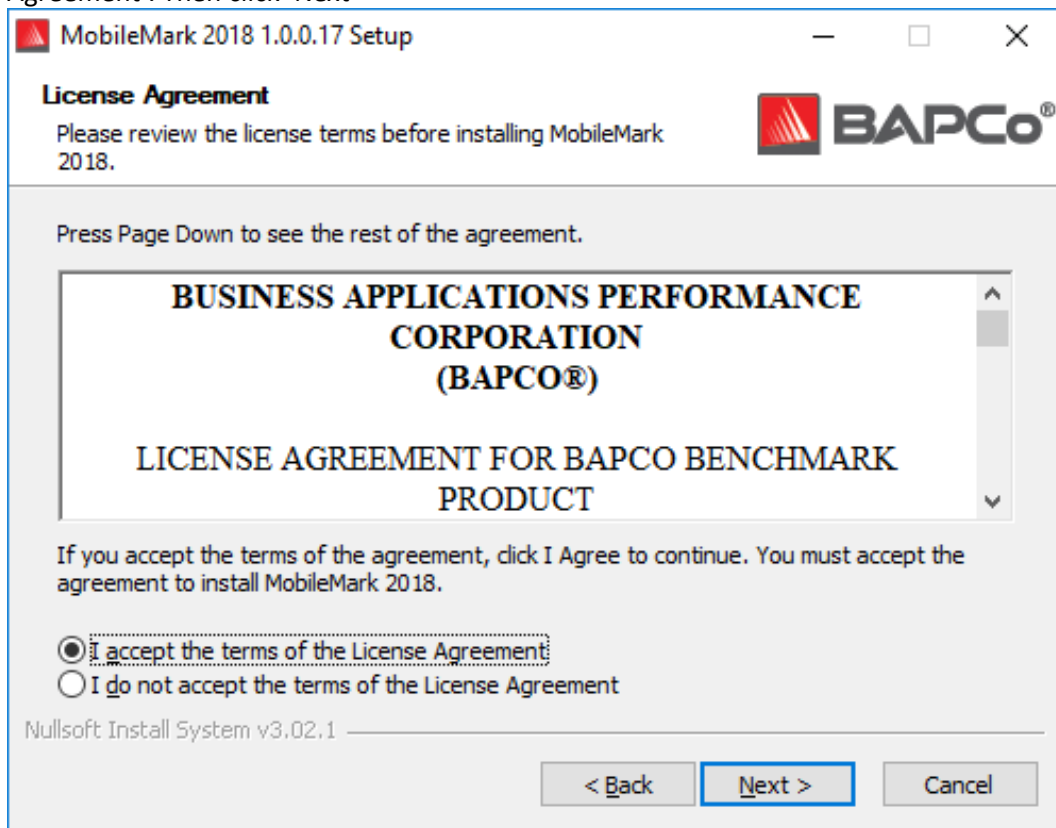 Agreement". Then click "Next"
MobileMark 2018 1.0.0.17 Setup
License Agreement
Please review the license terms before installing MobileMark
2018.
BAPCo®
Press Page Down to see the rest of the agreement.
BUSINESS APPLICATIONS PERFORMANCE
CORPORATION
(BAPCO®)
LICENSE AGREEMENT FOR BAPCO BENCHMARK
PRODUCT
If you accept the terms of the agreement, click I Agree to continue. You must accept the
agreement to install MobileMark 2018.
I accept the terms of the License Agreement
I do not accept the terms of the License Agreement
Nullsoft Install System v3.02.1
< Back
Next >
Cancel